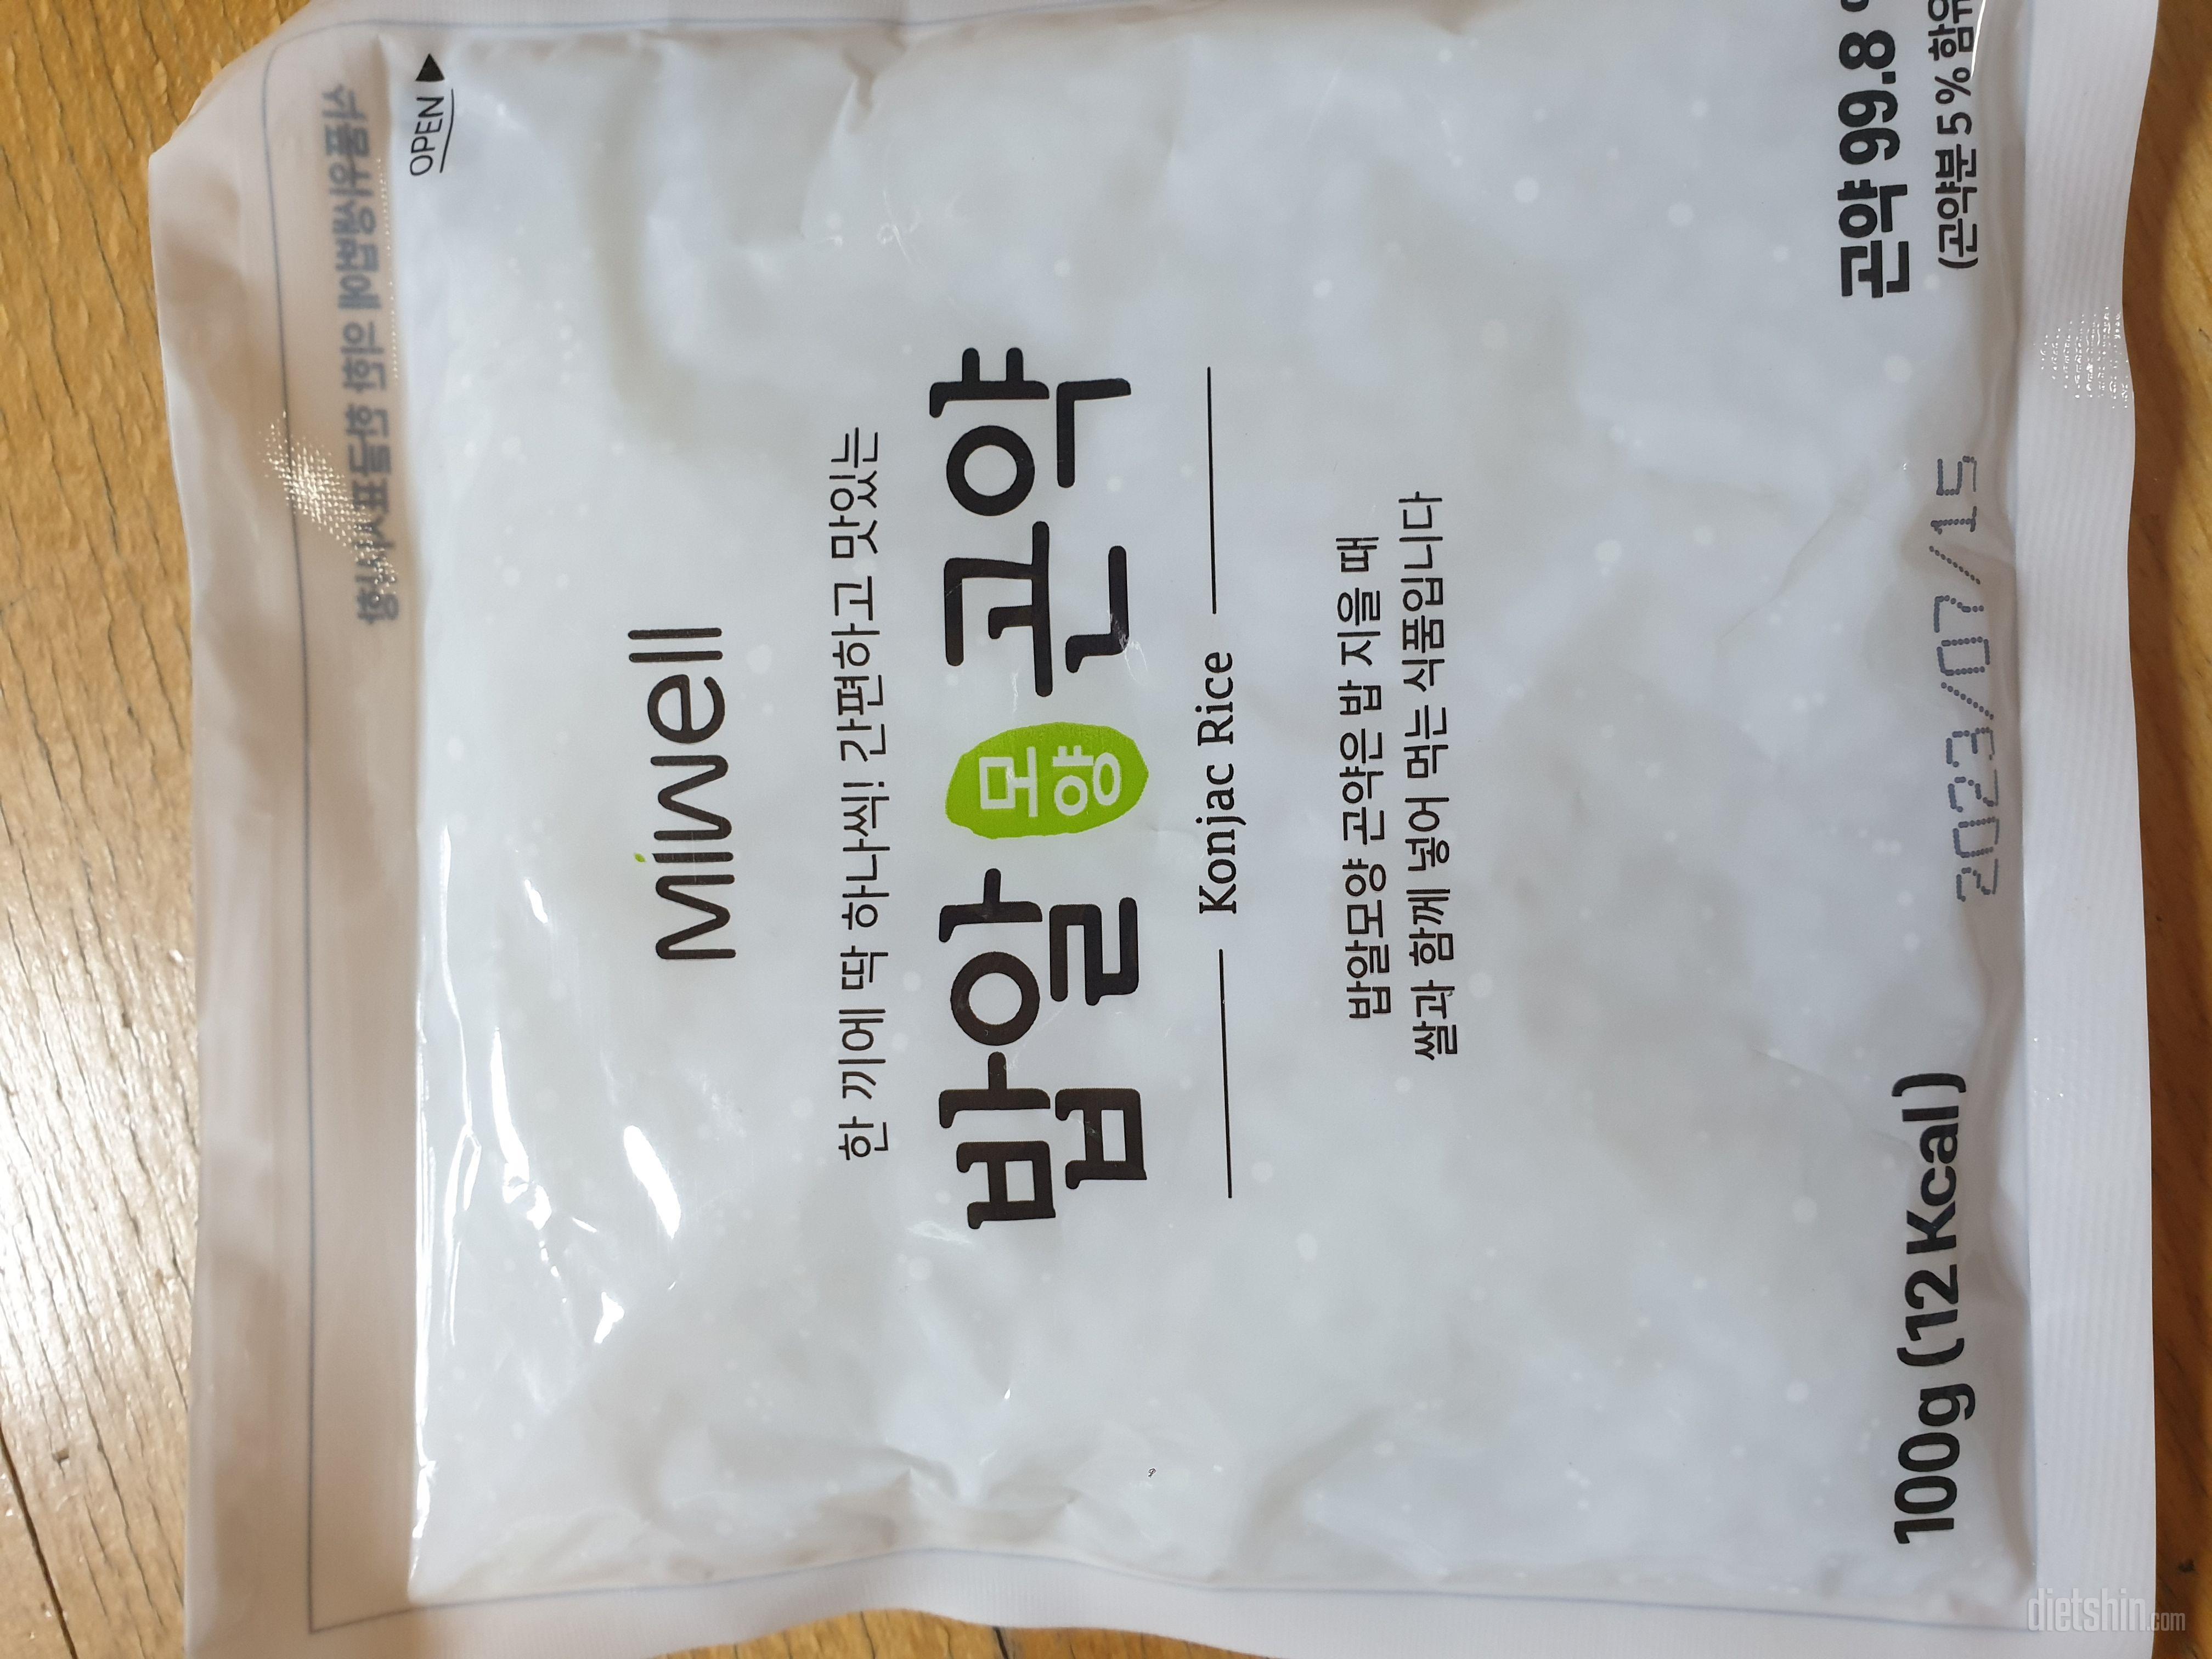 OPEN ▶
miwell
한 끼에 딱 하나씩! 간편하고 맛있는
밥알모양 곤약
Konjac Rice
밥알모양 곤약은 밥 지을 때
쌀과 함께 넣어 먹는 식품입니다
100g (12 Kcal)
곤약 99.8
(곤약분 5 % 함유
2023/07/15
dietshin.com